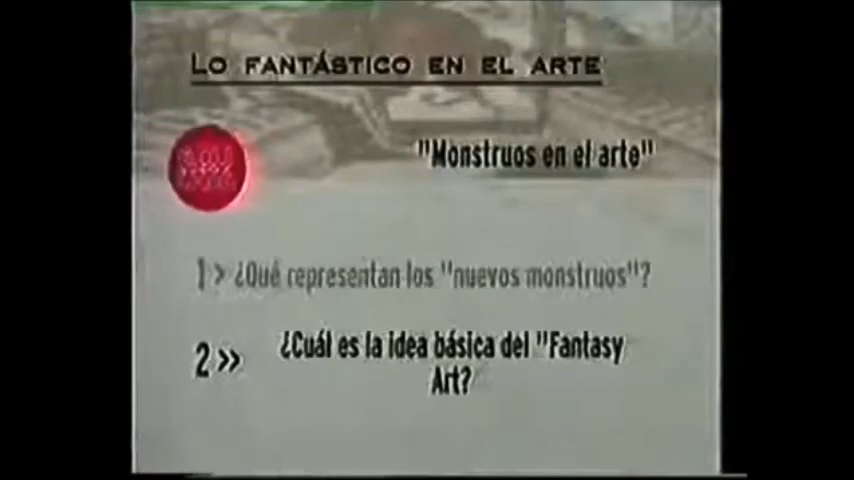 LO FANTÁSTICO EN EL ARTE
"Monstruos en el arte"
1 > ¿Qué representan los "nuevos monstruos"?
2 >> ¿Cuál es la idea básica del "Fantasy
Art?